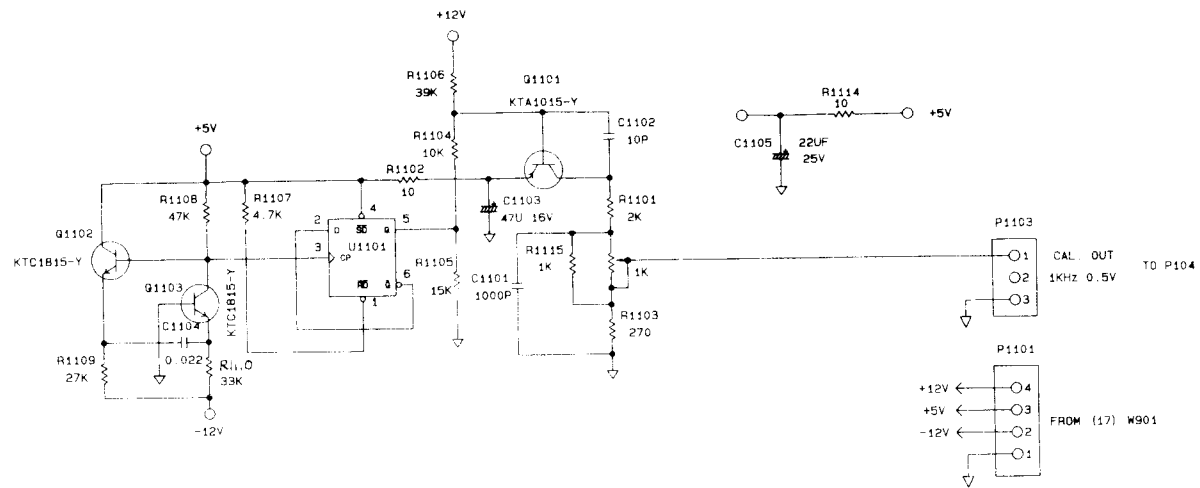 +12V
R1106
39K
Q1101
KTA1015-Y
R1114
10
+5V
C1105
22UF
25V
C1102
10P
+5V
R1104
10K
R1102
10
C1103
47U 16V
R1101
2K
R1108
47K
R1107
4.7K
4
2
D
SD
Q
5
U1101
3
CP
6
RD
Q
1
Q1102
KTC1815-Y
Q1103
KTC1815-Y
R1105
15K
C1101
1000P
R1115
1K
1K
P1103
1
CAL. OUT
TO P104
2
1KHz 0.5V
3
C1104
0.022
R1103
270
R1109
27K
33K
-12V
P1101
+12V
4
+5V
3
FROM (17) W901
-12V
2
1